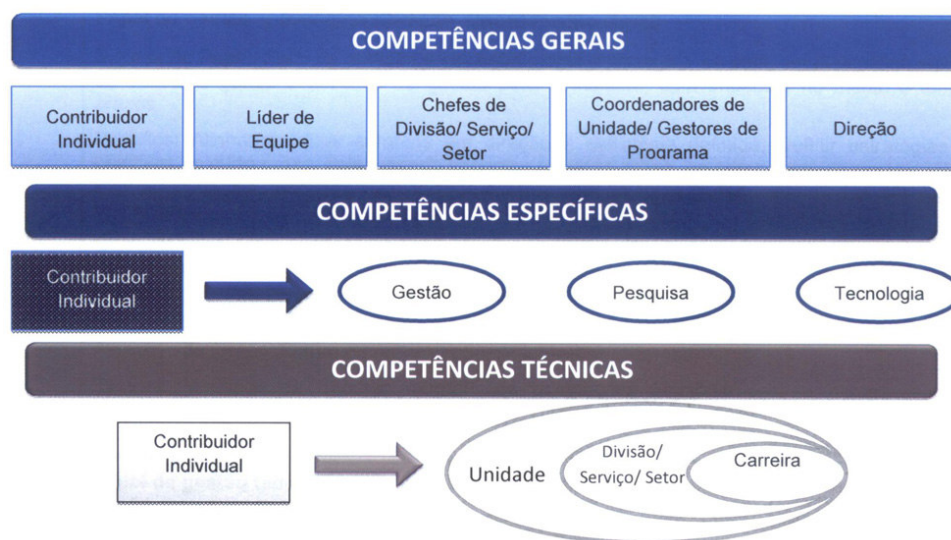 COMPETÊNCIAS GERAIS
Contribuidor
Individual
Líder de
Equipe
Chefes de
Divisão/ Serviço/
Setor
Coordenadores de
Unidade/ Gestores de
Programa
Direção
COMPETÊNCIAS ESPECÍFICAS
Contribuidor
Individual
Gestão
Pesquisa
Tecnologia
COMPETÊNCIAS TÉCNICAS
Contribuidor
Individual
Unidade
Divisão/
Serviço/ Setor
Carreira